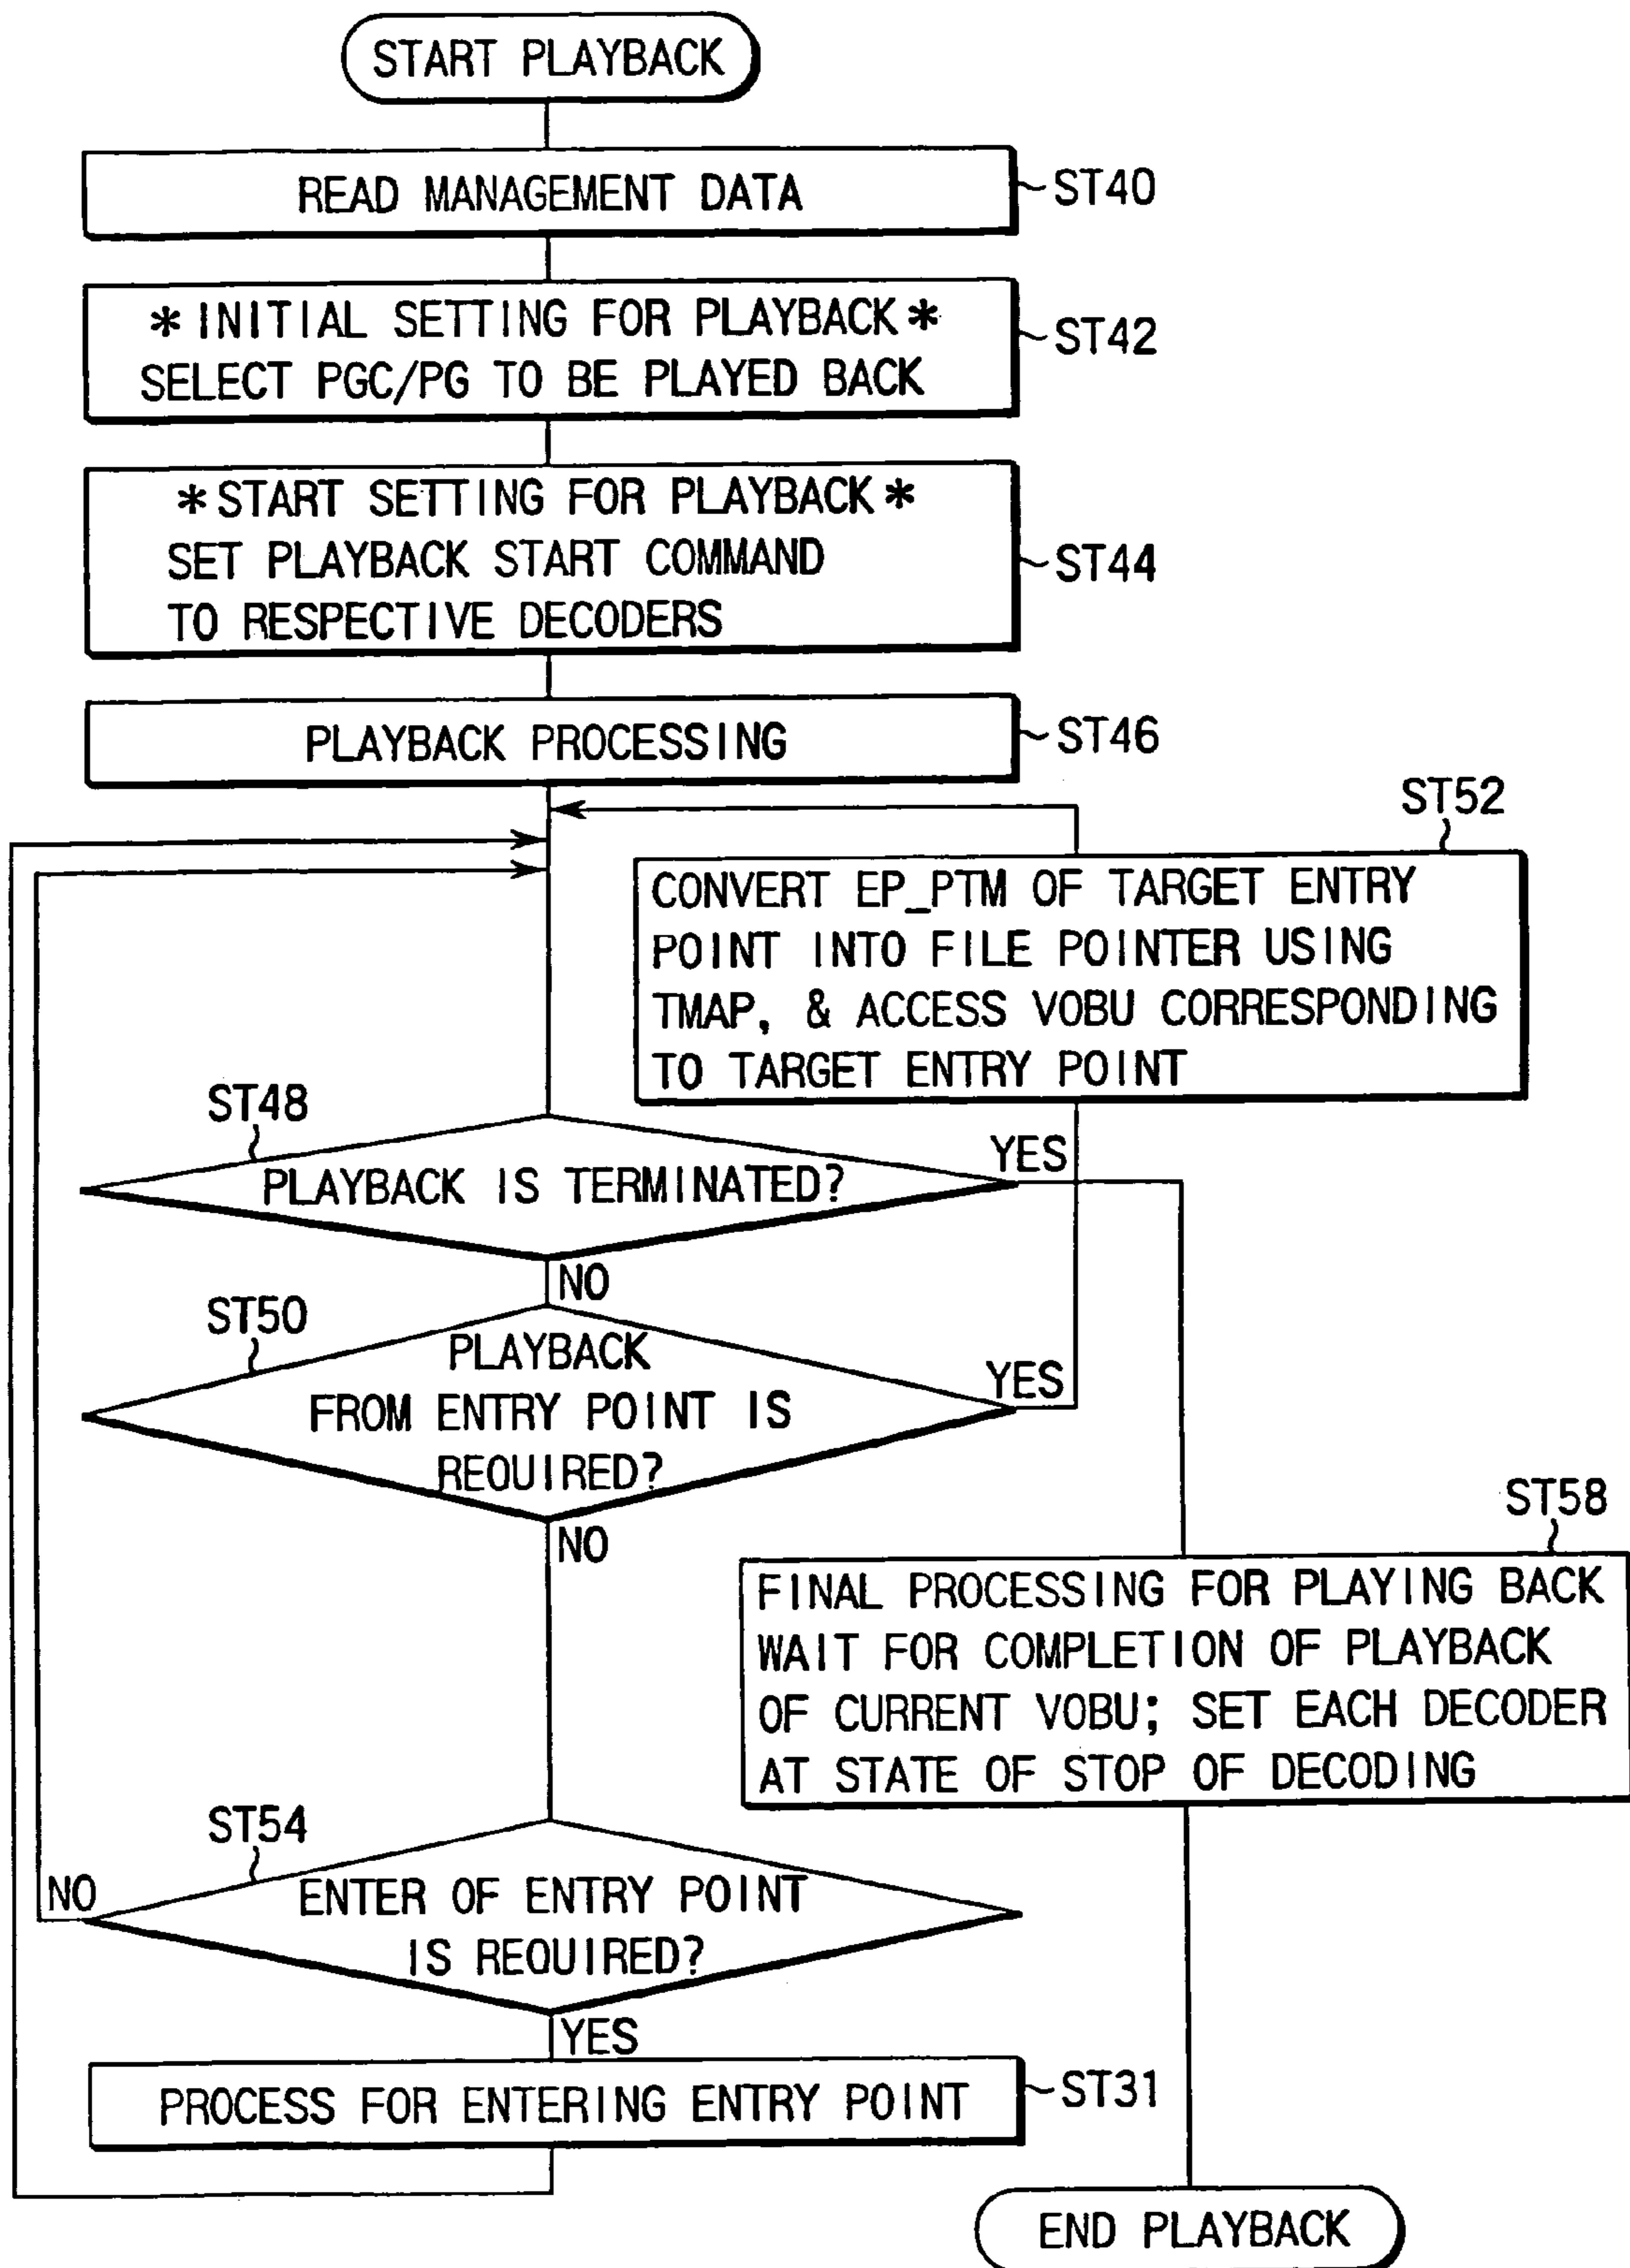 START PLAYBACK
READ MANAGEMENT DATA
ST40
*INITIAL SETTING FOR PLAYBACK*
SELECT PGC/PG TO BE PLAYED BACK
ST42
*START SETTING FOR PLAYBACK*
SET PLAYBACK START COMMAND
TO RESPECTIVE DECODERS
ST44
PLAYBACK PROCESSING
ST46
ST52
CONVERT EP_PTM OF TARGET ENTRY
POINT INTO FILE POINTER USING
TMAP, & ACCESS VOBU CORRESPONDING
TO TARGET ENTRY POINT
ST48
PLAYBACK IS TERMINATED?
YES
NO
ST50
PLAYBACK
FROM ENTRY POINT IS
REQUIRED?
YES
NO
ST58
FINAL PROCESSING FOR PLAYING BACK
WAIT FOR COMPLETION OF PLAYBACK
OF CURRENT VOBU; SET EACH DECODER
AT STATE OF STOP OF DECODING
ST54
NO
ENTER OF ENTRY POINT
IS REQUIRED?
YES
PROCESS FOR ENTERING ENTRY POINT
ST31
END PLAYBACK